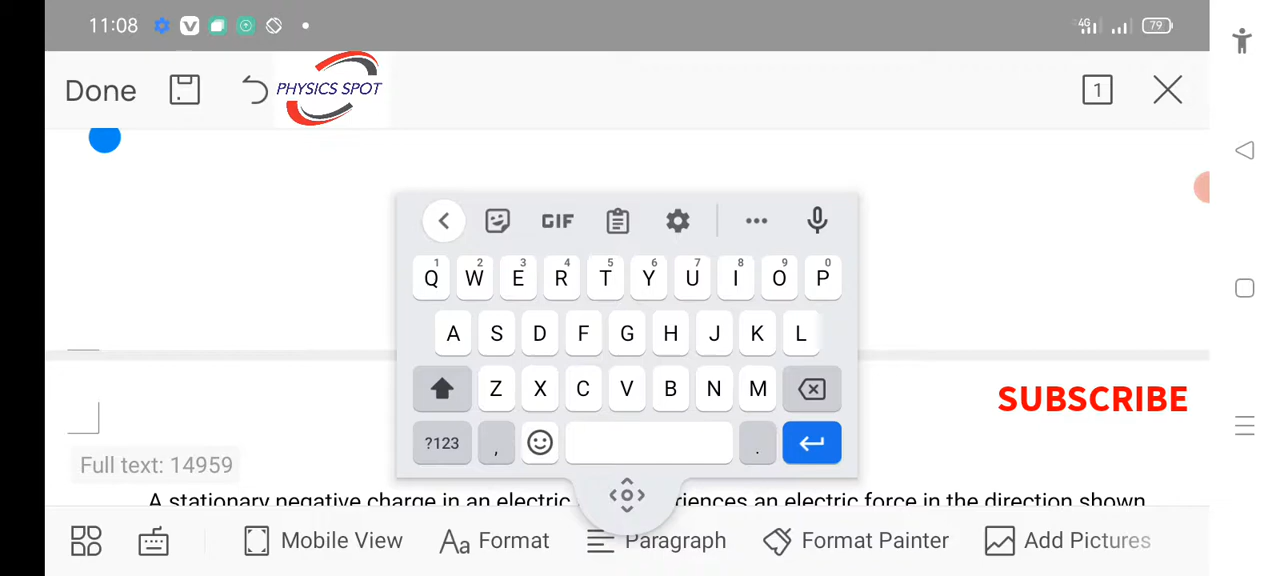 11:08
4G
79
Done
PHYSICS SPOT
1
GIF
1 2 3 4 5 6 7 8 9 0
Q W E R T Y U I O P
A S D F G H J K L
Z X C V B N M
?123 , .
SUBSCRIBE
Full text: 14959
A stationary negative charge in an electric experiences an electric force in the direction shown
Mobile View
Format
Paragraph
Format Painter
Add Pictures